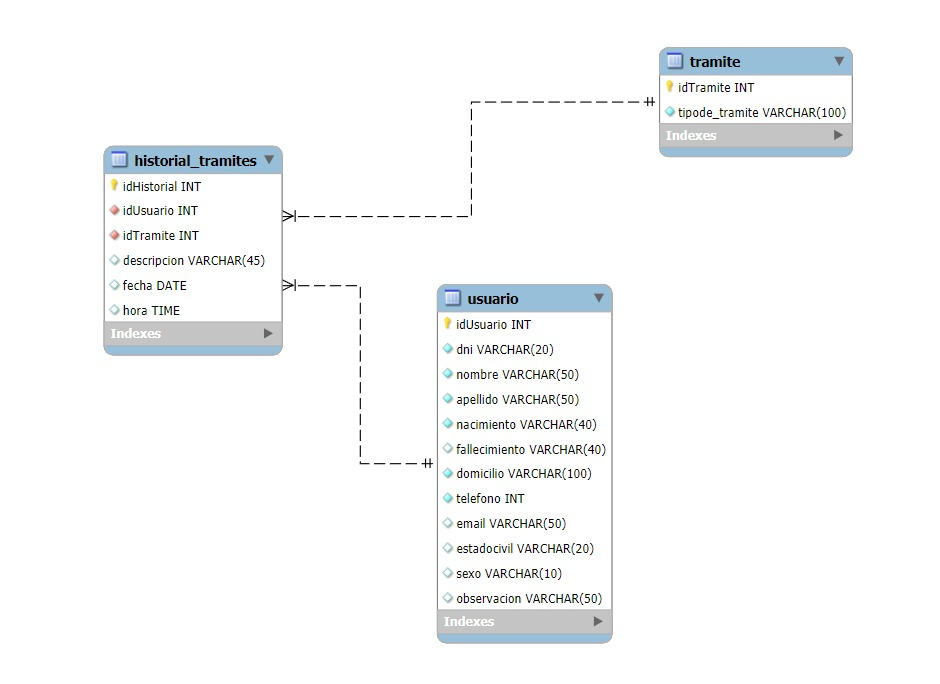 tramite
idTramite INT
tipode_tramite VARCHAR(100)
Indexes
historial_tramites
idHistorial INT
idUsuario INT
idTramite INT
descripcion VARCHAR(45)
fecha DATE
hora TIME
Indexes
usuario
idUsuario INT
dni VARCHAR(20)
nombre VARCHAR(50)
apellido VARCHAR(50)
nacimiento VARCHAR(40)
fallecimiento VARCHAR(40)
domicilio VARCHAR(100)
telefono INT
email VARCHAR(50)
estadocivil VARCHAR(20)
sexo VARCHAR(10)
observacion VARCHAR(50)
Indexes